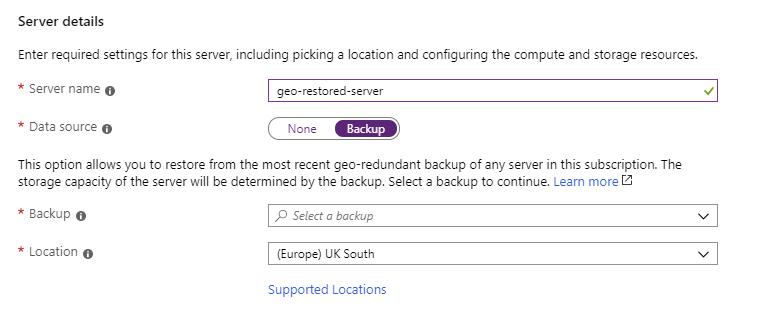 Server details
Enter required settings for this server, including picking a location and configuring the compute and storage resources.
* Server name
geo-restored-server
* Data source
None Backup
This option allows you to restore from the most recent geo-redundant backup of any server in this subscription. The
storage capacity of the server will be determined by the backup. Select a backup to continue. Learn more
* Backup
Select a backup
* Location
(Europe) UK South
Supported Locations